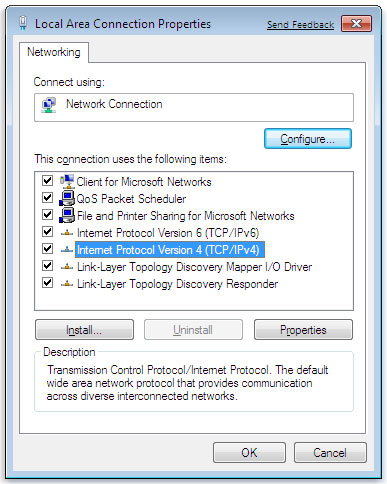 Local Area Connection Properties
Send Feedback
Networking
Connect using:
Network Connection
Configure...
This connection uses the following items:
Client for Microsoft Networks
QoS Packet Scheduler
File and Printer Sharing for Microsoft Networks
Internet Protocol Version 6 (TCP/IPv6)
Internet Protocol Version 4 (TCP/IPv4)
Link-Layer Topology Discovery Mapper I/O Driver
Link-Layer Topology Discovery Responder
Install...
Uninstall
Properties
Description
Transmission Control Protocol/Internet Protocol. The default
wide area network protocol that provides communication
across diverse interconnected networks.
OK
Cancel